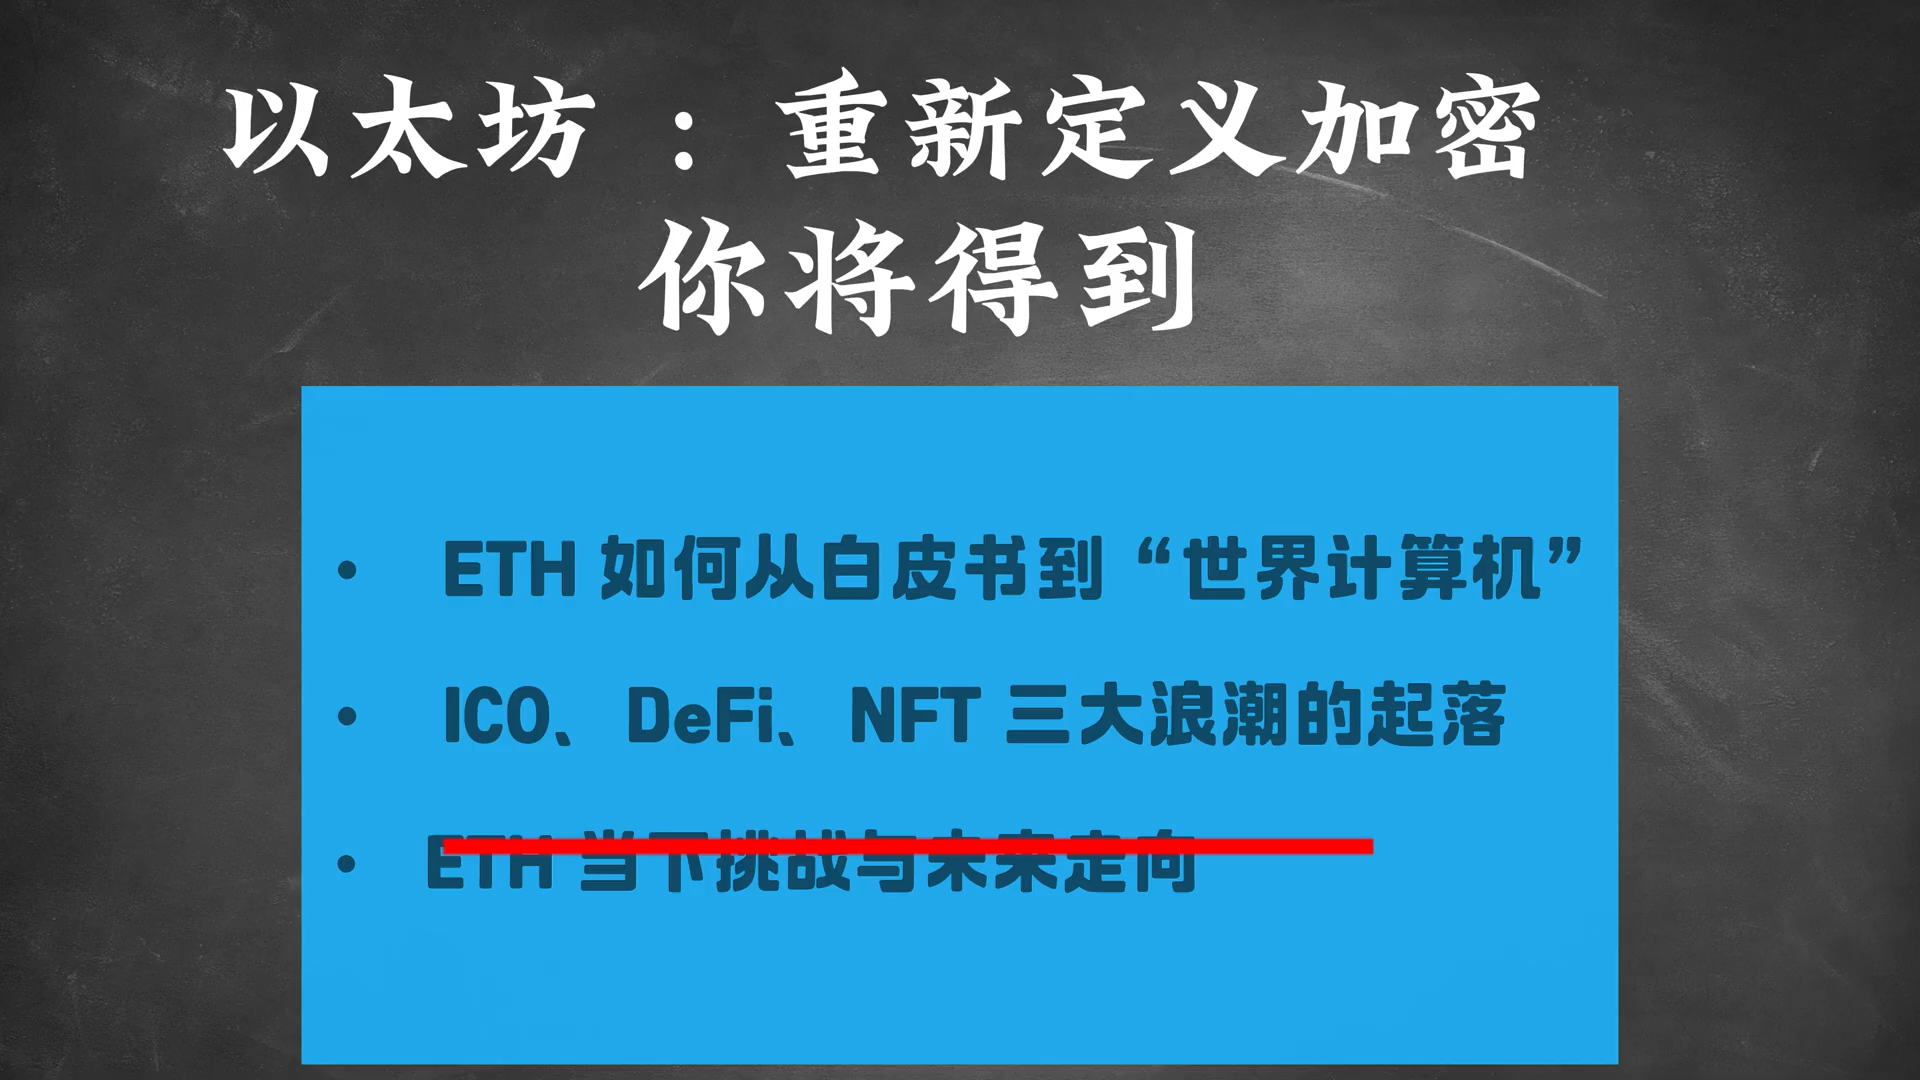 以太坊 ：重新定义加密
你将得到
• ETH 如何从白皮书到 “世界计算机”
• ICO、DeFi、NFT 三大浪潮的起落
• ETH 当下挑战与未来走向